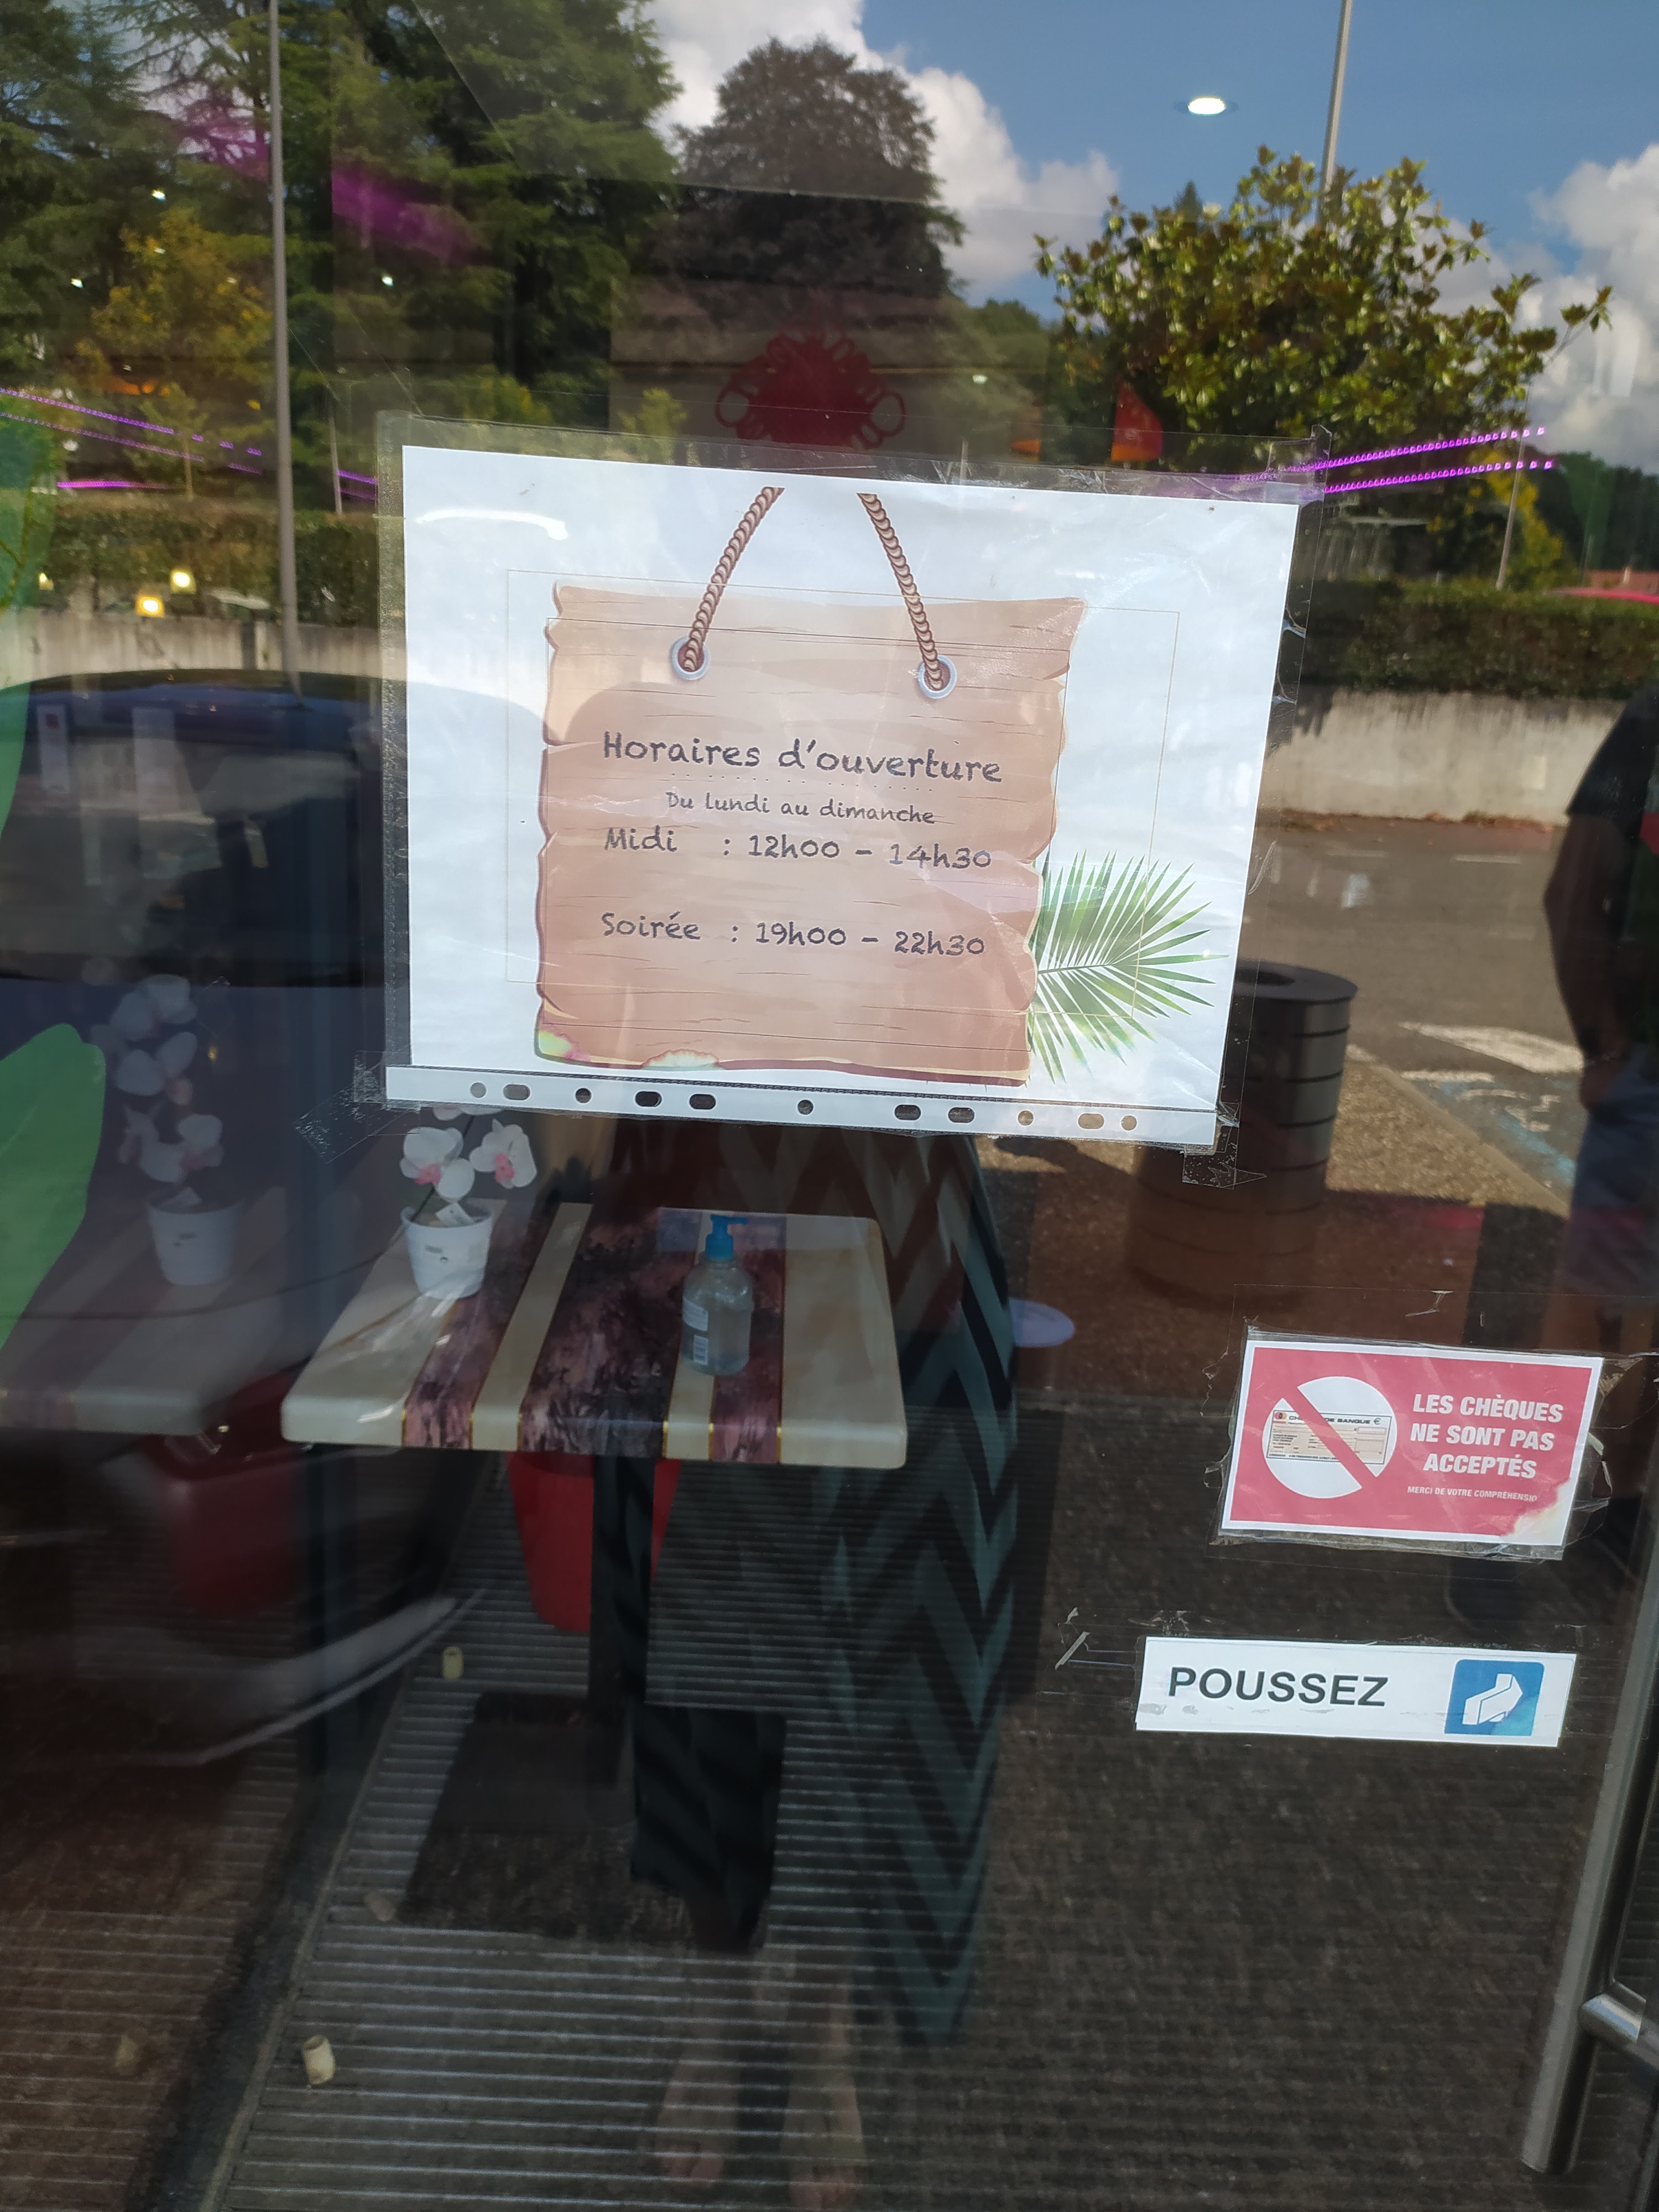 Horaires d'ouverture
Du lundi au dimanche
Midi : 12h00 - 14h30
Soirée : 19h00 - 22h30
LES CHÈQUES
NE SONT PAS
ACCEPTÉS
MERCI DE VOTRE COMPRÉHENSIO
POUSSEZ